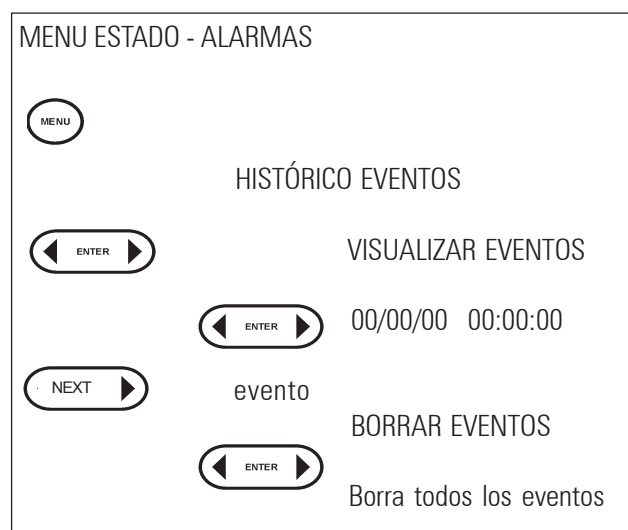 MENU ESTADO - ALARMAS
MENU
HISTÓRICO EVENTOS
ENTER VISUALIZAR EVENTOS
ENTER 00/00/00 00:00:00
NEXT evento
BORRAR EVENTOS
ENTER
Borra todos los eventos